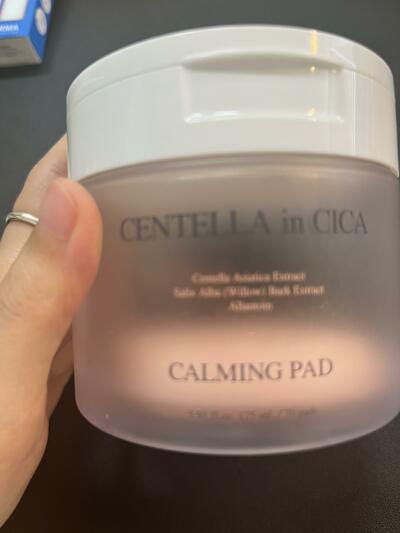 CENTELLA in CICA
Centella Asiatica Extract
Salix Alba (Willow) Bark Extract
Allantoin
CALMING PAD